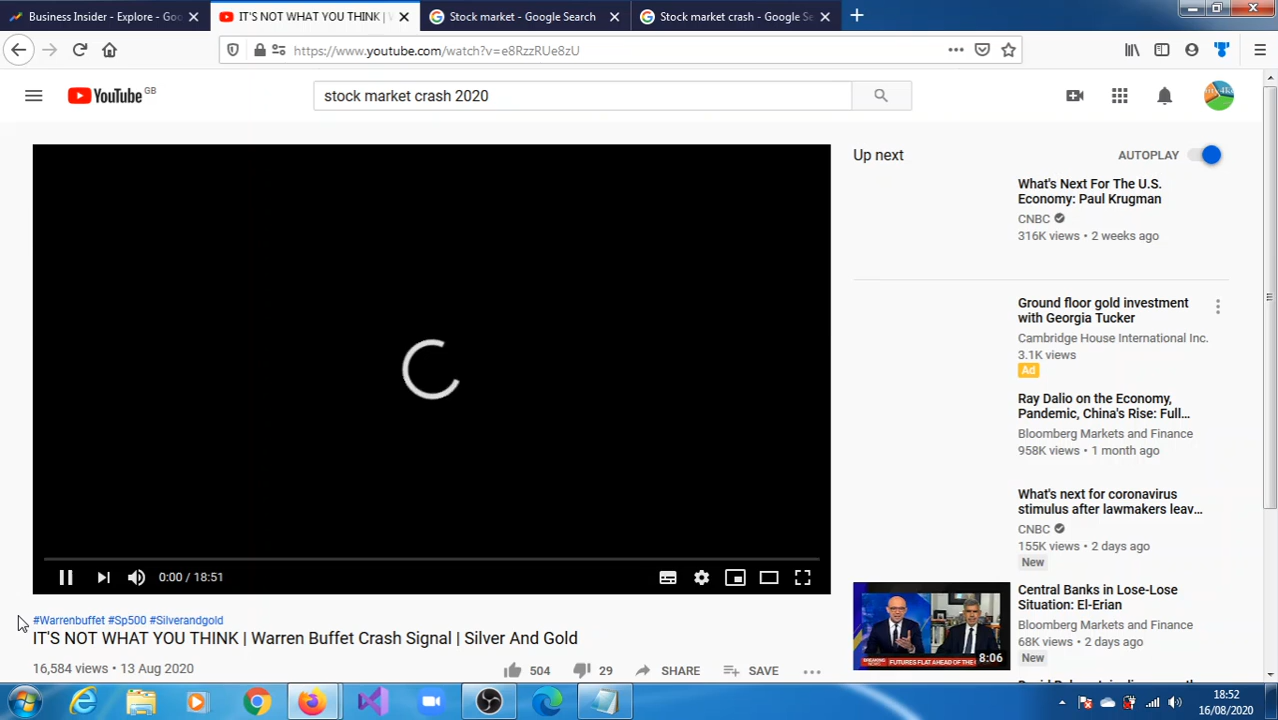 Business Insider - Explore - Goo
IT'S NOT WHAT YOU THINK | W
Stock market - Google Search
Stock market crash - Google Se
https://www.youtube.com/watch?v=e8RzzRUe8zU
YouTube GB
stock market crash 2020
Up next
AUTOPLAY
What's Next For The U.S.
Economy: Paul Krugman
CNBC
316K views • 2 weeks ago
Ground floor gold investment
with Georgia Tucker
Cambridge House International Inc.
3.1K views
Ad
Ray Dalio on the Economy,
Pandemic, China's Rise: Full...
Bloomberg Markets and Finance
958K views • 1 month ago
What's next for coronavirus
stimulus after lawmakers leav...
CNBC
155K views • 2 days ago
New
Central Banks in Lose-Lose
Situation: El-Erian
Bloomberg Markets and Finance
68K views • 2 days ago
New
FUTURES FLAT AHEAD OF THE
8:06
0:00 / 18:51
#Warrenbuffet #Sp500 #Silverandgold
IT'S NOT WHAT YOU THINK | Warren Buffet Crash Signal | Silver And Gold
16,584 views • 13 Aug 2020
504
29
SHARE
SAVE
18:52
16/08/2020